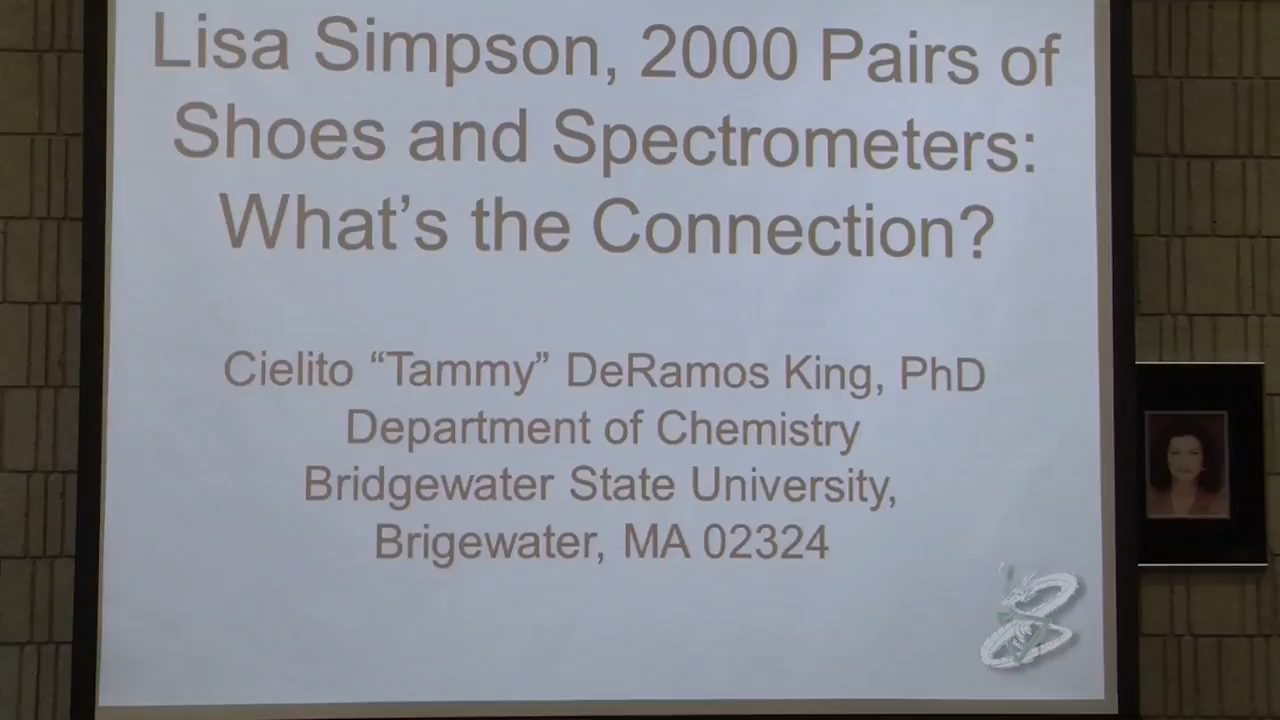 Lisa Simpson, 2000 Pairs of
Shoes and Spectrometers:
What's the Connection?
Cielito “Tammy” DeRamos King, PhD
Department of Chemistry
Bridgewater State University,
Brigewater, MA 02324